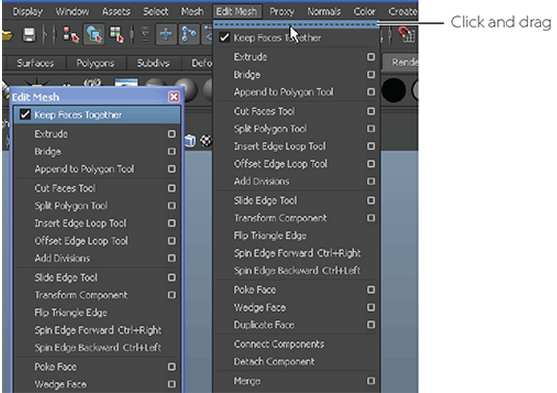 Display Window Assets Select Mesh Edit Mesh Proxy Normals Color Create
Click and drag
Surfaces Polygons Subdivs Defo
Rende
Edit Mesh
Keep Faces Together
Extrude
Bridge
Append to Polygon Tool
Cut Faces Tool
Split Polygon Tool
Insert Edge Loop Tool
Offset Edge Loop Tool
Add Divisions
Slide Edge Tool
Transform Component
Flip Triangle Edge
Spin Edge Forward Ctrl+Right
Spin Edge Backward Ctrl+Left
Poke Face
Wedge Face
Keep Faces Together
Extrude
Bridge
Append to Polygon Tool
Cut Faces Tool
Split Polygon Tool
Insert Edge Loop Tool
Offset Edge Loop Tool
Add Divisions
Slide Edge Tool
Transform Component
Flip Triangle Edge
Spin Edge Forward Ctrl+Right
Spin Edge Backward Ctrl+Left
Poke Face
Wedge Face
Duplicate Face
Connect Components
Detach Component
Merge